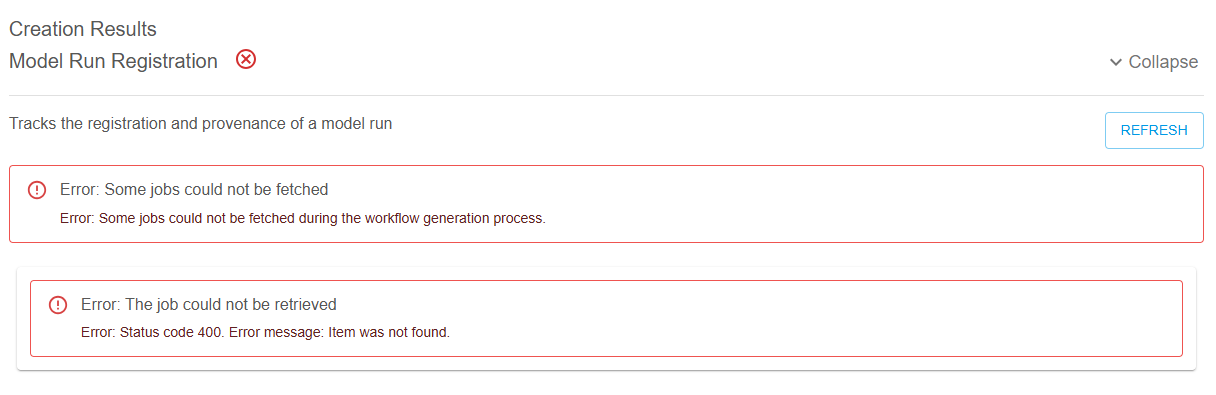 Creation Results
Model Run Registration
Collapse
Tracks the registration and provenance of a model run
REFRESH
Error: Some jobs could not be fetched
Error: Some jobs could not be fetched during the workflow generation process.
Error: The job could not be retrieved
Error: Status code 400. Error message: Item was not found.